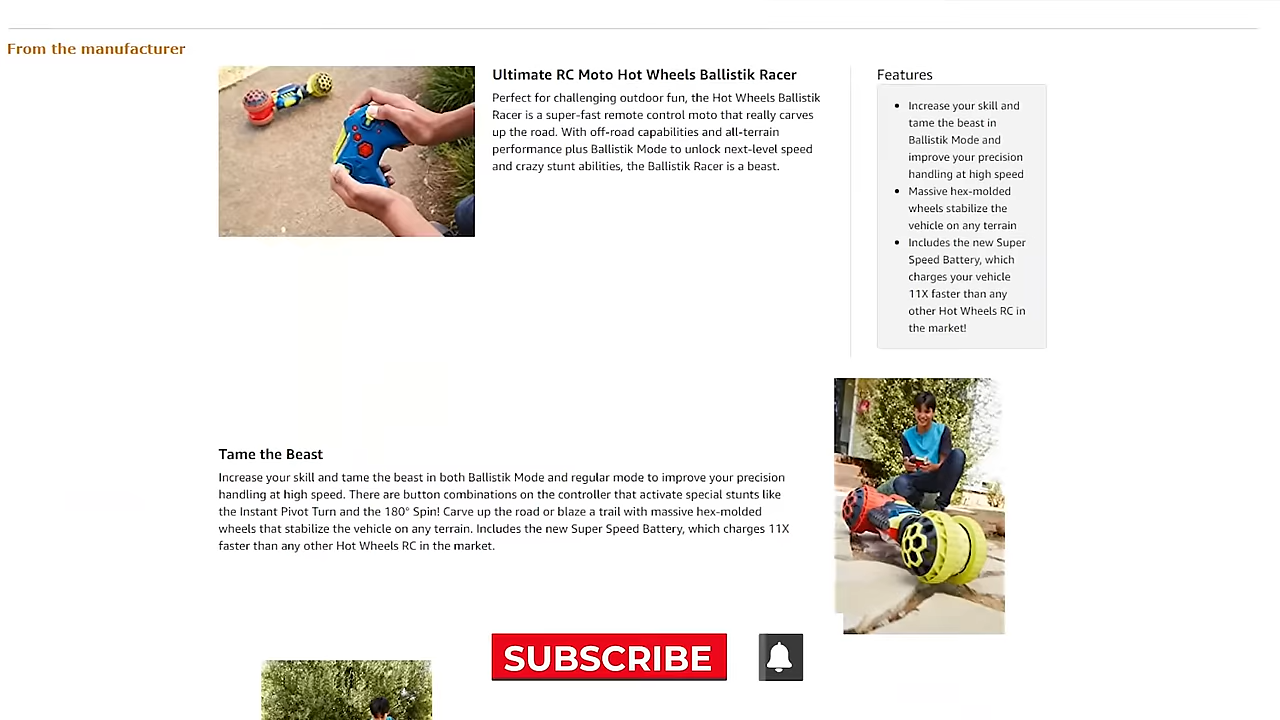 From the manufacturer
Ultimate RC Moto Hot Wheels Ballistik Racer
Perfect for challenging outdoor fun, the Hot Wheels Ballistik
Racer is a super-fast remote control moto that really carves
up the road. With off-road capabilities and all-terrain
performance plus Ballistik Mode to unlock next-level speed
and crazy stunt abilities, the Ballistik Racer is a beast.
Features
• Increase your skill and
tame the beast in
Ballistik Mode and
improve your precision
handling at high speed
• Massive hex-molded
wheels stabilize the
vehicle on any terrain
• Includes the new Super
Speed Battery, which
charges your vehicle
11X faster than any
other Hot Wheels RC in
the market!
Tame the Beast
Increase your skill and tame the beast in both Ballistik Mode and regular mode to improve your precision
handling at high speed. There are button combinations on the controller that activate special stunts like
the Instant Pivot Turn and the 180° Spin! Carve up the road or blaze a trail with massive hex-molded
wheels that stabilize the vehicle on any terrain. Includes the new Super Speed Battery, which charges 11X
faster than any other Hot Wheels RC in the market.
SUBSCRIBE